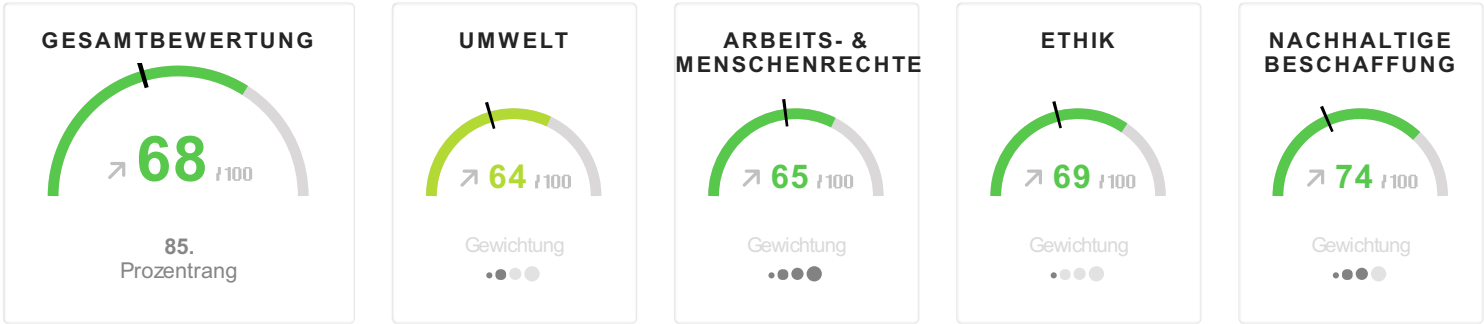 GESAMTBEWERTUNG
68 /100
85.
Prozentrang
UMWELT
64 /100
Gewichtung
ARBEITS- &
MENSCHENRECHTE
65 /100
Gewichtung
ETHIK
69 /100
Gewichtung
NACHHALTIGE
BESCHAFFUNG
74 /100
Gewichtung